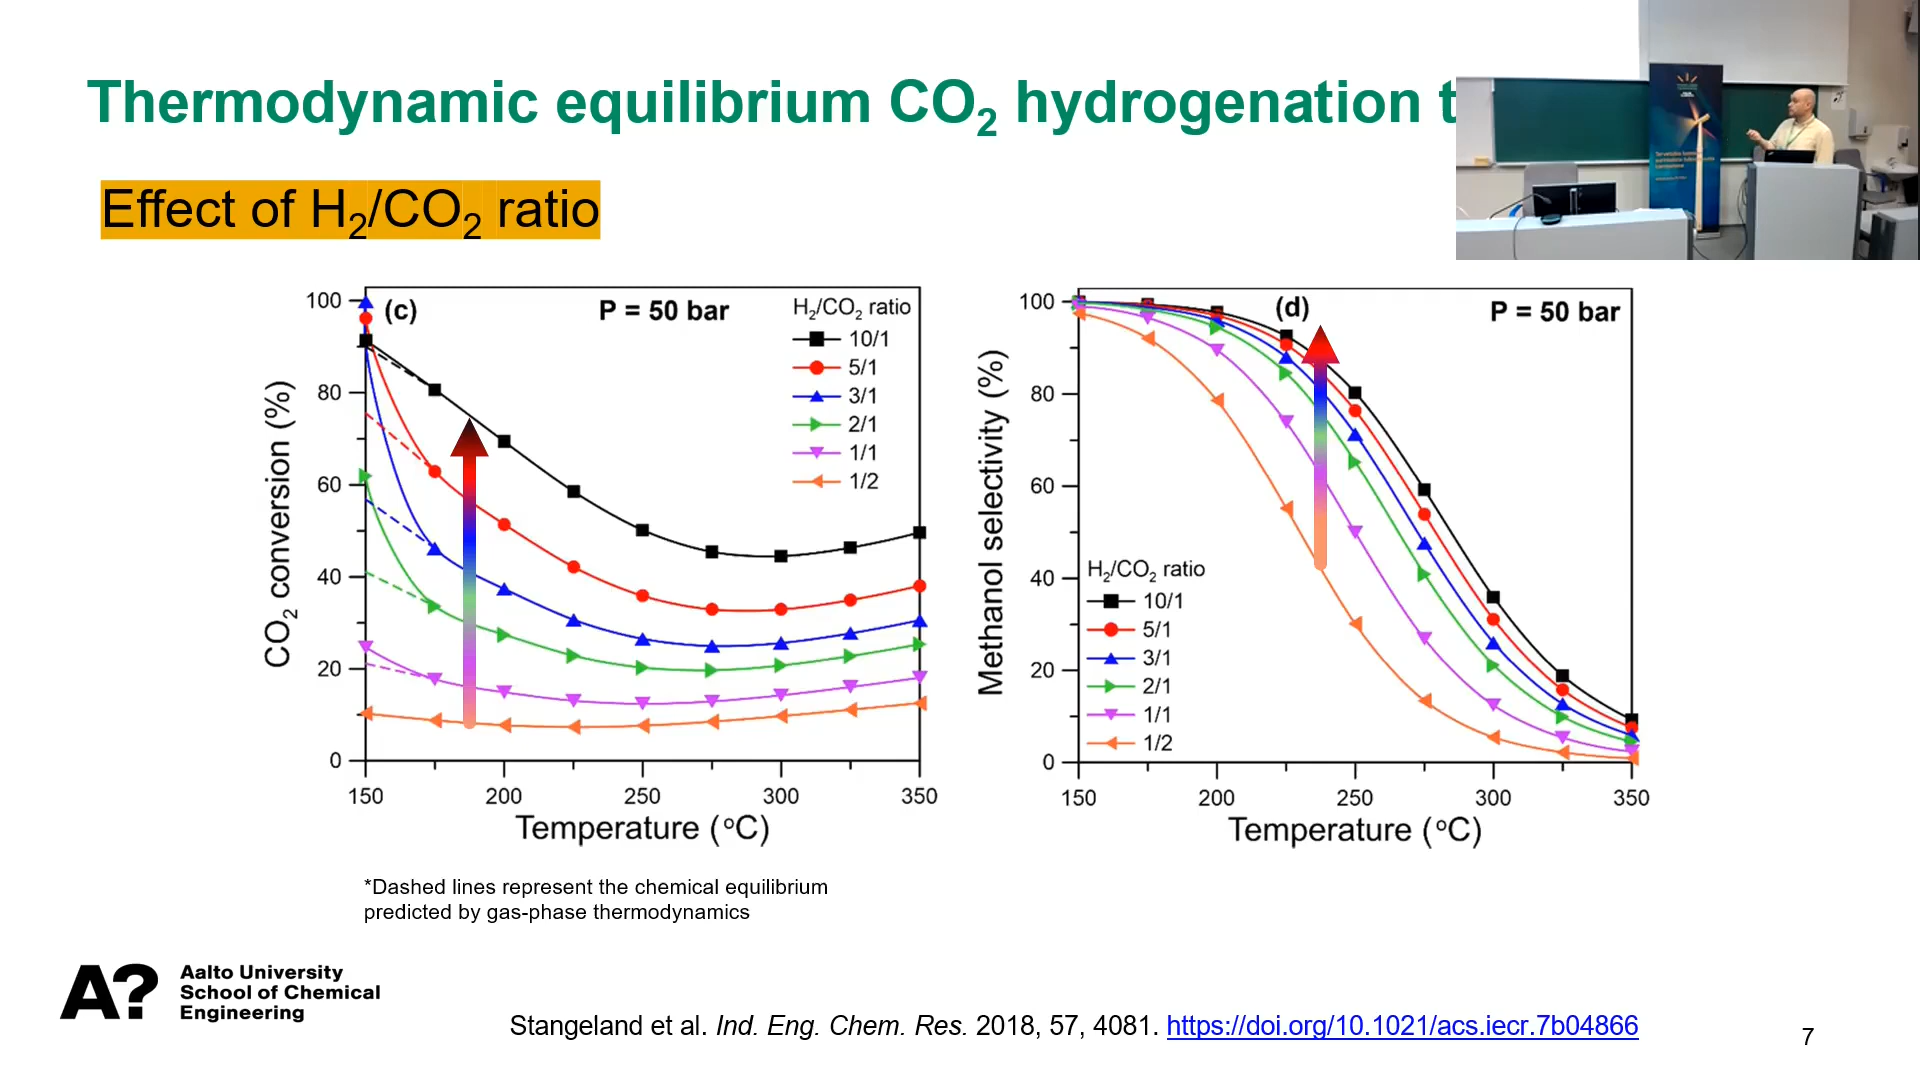 Thermodynamic equilibrium CO₂ hydrogenation t
Effect of H₂/CO₂ ratio
(c)
P = 50 bar
H₂/CO₂ ratio
10/1
5/1
3/1
2/1
1/1
1/2
100
80
60
40
20
0
CO₂ conversion (%)
150
200
250
300
350
Temperature (°C)
(d)
P = 50 bar
100
80
60
40
20
0
Methanol selectivity (%)
H₂/CO₂ ratio
10/1
5/1
3/1
2/1
1/1
1/2
150
200
250
300
350
Temperature (°C)
*Dashed lines represent the chemical equilibrium
predicted by gas-phase thermodynamics
A?
Aalto University
School of Chemical
Engineering
Stangeland et al. Ind. Eng. Chem. Res. 2018, 57, 4081. https://doi.org/10.1021/acs.iecr.7b04866
7